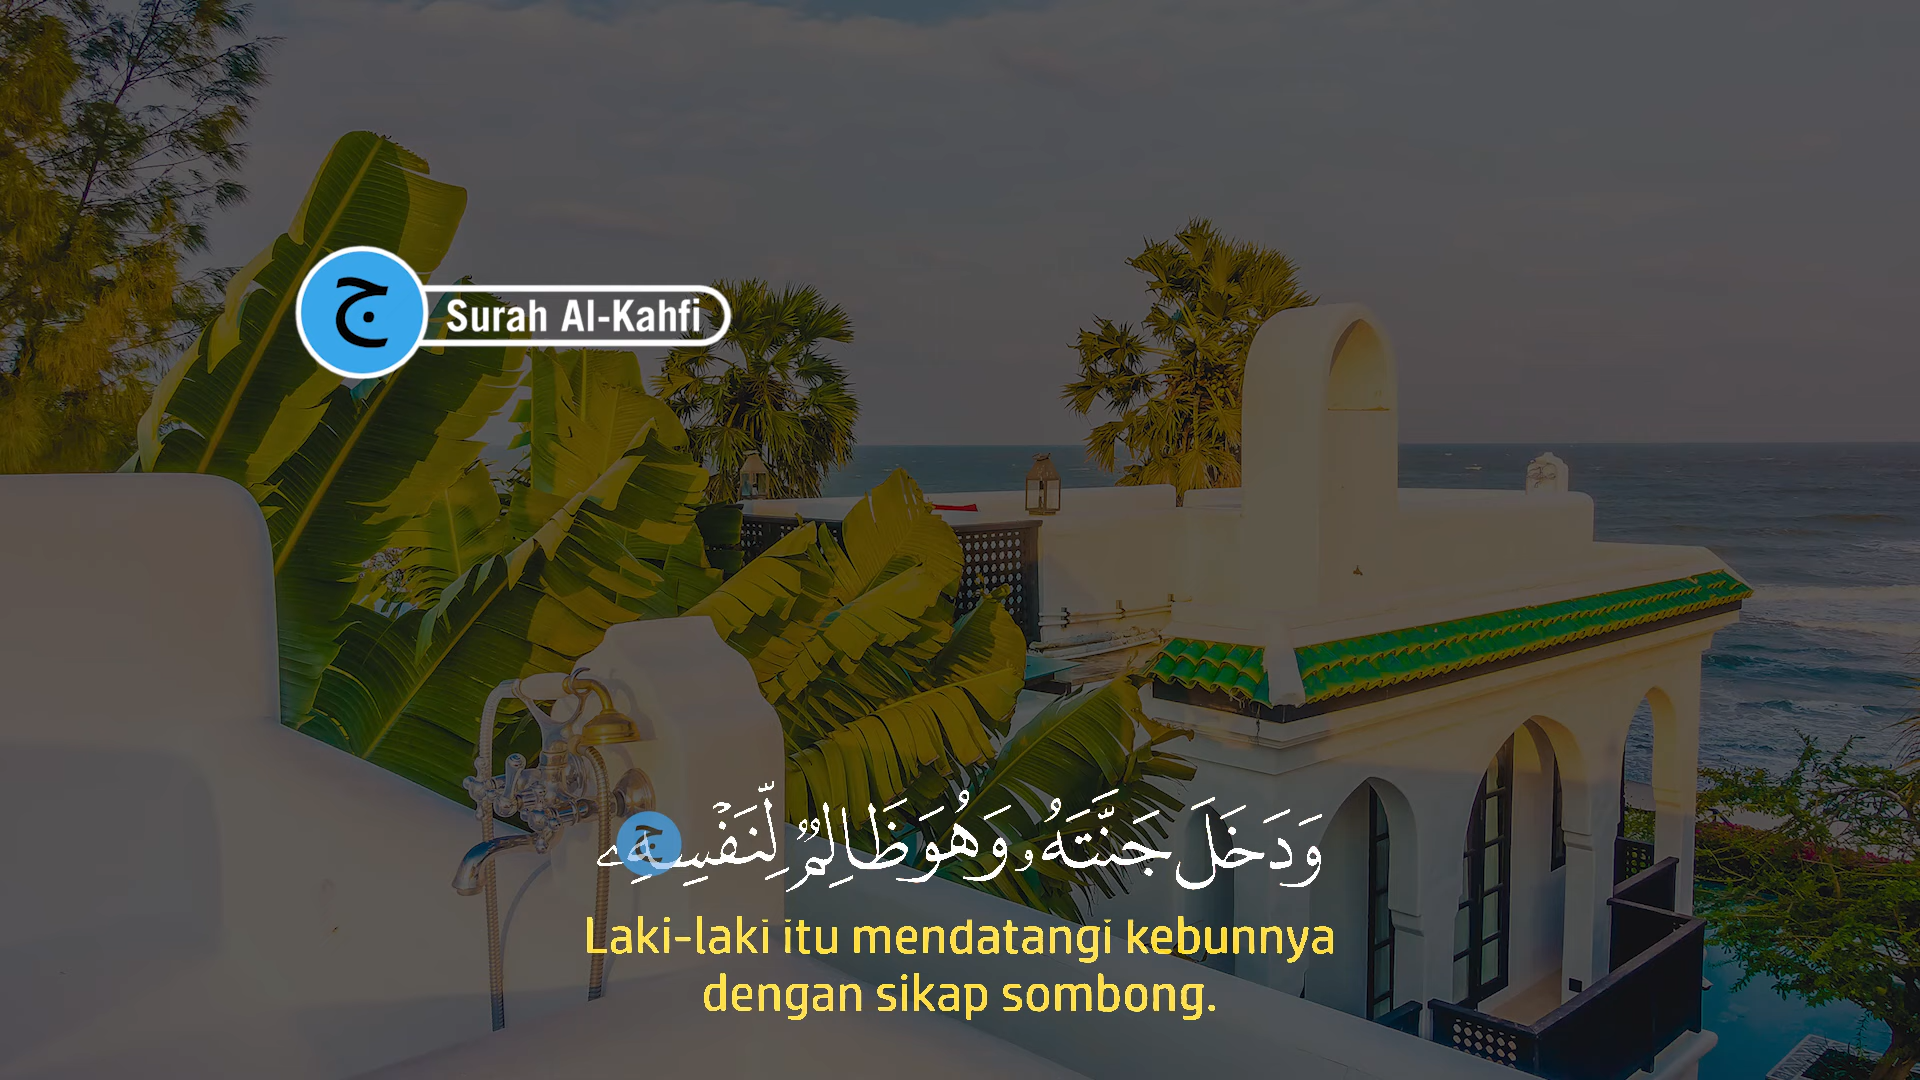 ج
Surah Al-Kahfi
وَدَخَلَ جَنَّتَهُۥ وَهُوَ ظَالِمٌ لِّنَفْسِهِۦ
ج
Laki-laki itu mendatangi kebunnya
dengan sikap sombong.